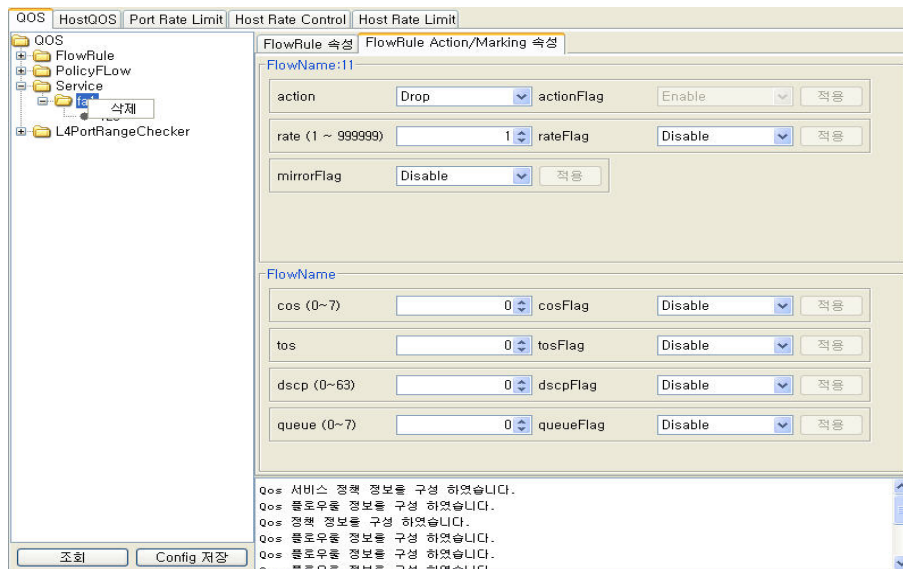 QOS HostQOS Port Rate Limit Host Rate Control Host Rate Limit
QOS
FlowRule
PolicyFLow
Service
삭제
L4PortRangeChecker
조회 Config 저장
FlowRule 속성 FlowRule Action/Marking 속성
FlowName:11
action Drop actionFlag Enable 적용
rate (1 ~ 999999) 1 rateFlag Disable 적용
mirrorFlag Disable 적용
FlowName
cos (0~7) 0 cosFlag Disable 적용
tos 0 tosFlag Disable 적용
dscp (0~63) 0 dscpFlag Disable 적용
queue (0~7) 0 queueFlag Disable 적용
Qos 서비스 정책 정보를 구성 하였습니다.
Qos 플로우룰 정보를 구성 하였습니다.
Qos 정책 정보를 구성 하였습니다.
Qos 플로우룰 정보를 구성 하였습니다.
Qos 플로우룰 정보를 구성 하였습니다.